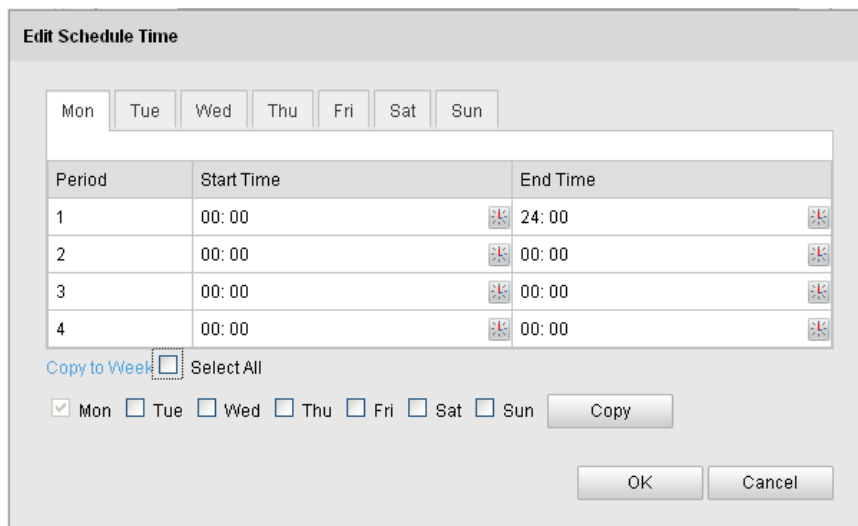 Edit Schedule Time
Mon Tue Wed Thu Fri Sat Sun
Period Start Time End Time
1 00: 00 24: 00
2 00: 00 00: 00
3 00: 00 00: 00
4 00: 00 00: 00
Copy to Week Select All
Mon Tue Wed Thu Fri Sat Sun Copy
OK Cancel